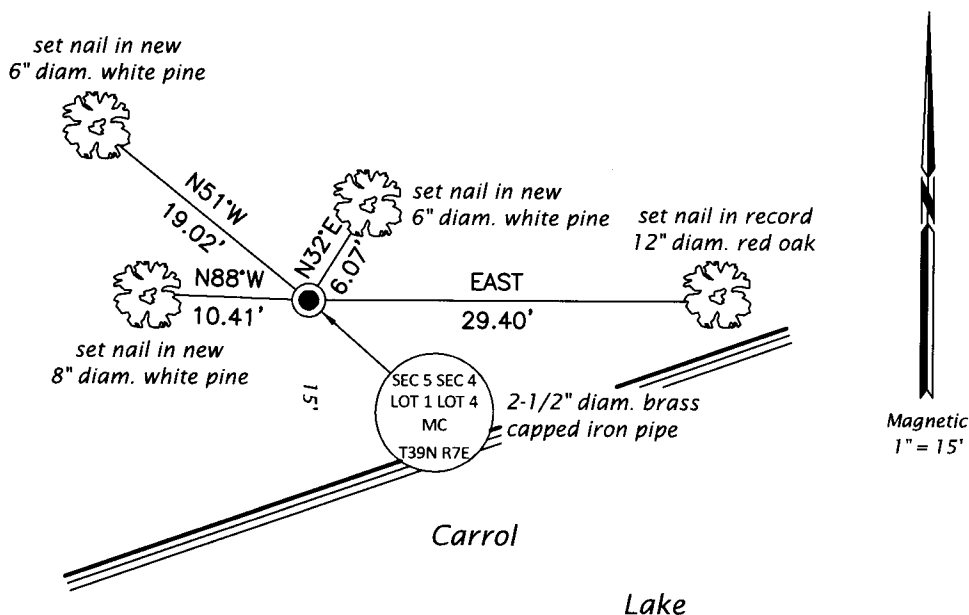 set nail in new
6" diam. white pine
N51°W
19.02'
set nail in new
6" diam. white pine
N32°E
6.07'
set nail in record
12" diam. red oak
N88°W
10.41'
EAST
29.40'
set nail in new
8" diam. white pine
15'
SEC 5 SEC 4
LOT 1 LOT 4
MC
T39N R7E
2-1/2" diam. brass
capped iron pipe
N
Magnetic
1" = 15'
Carrol
Lake